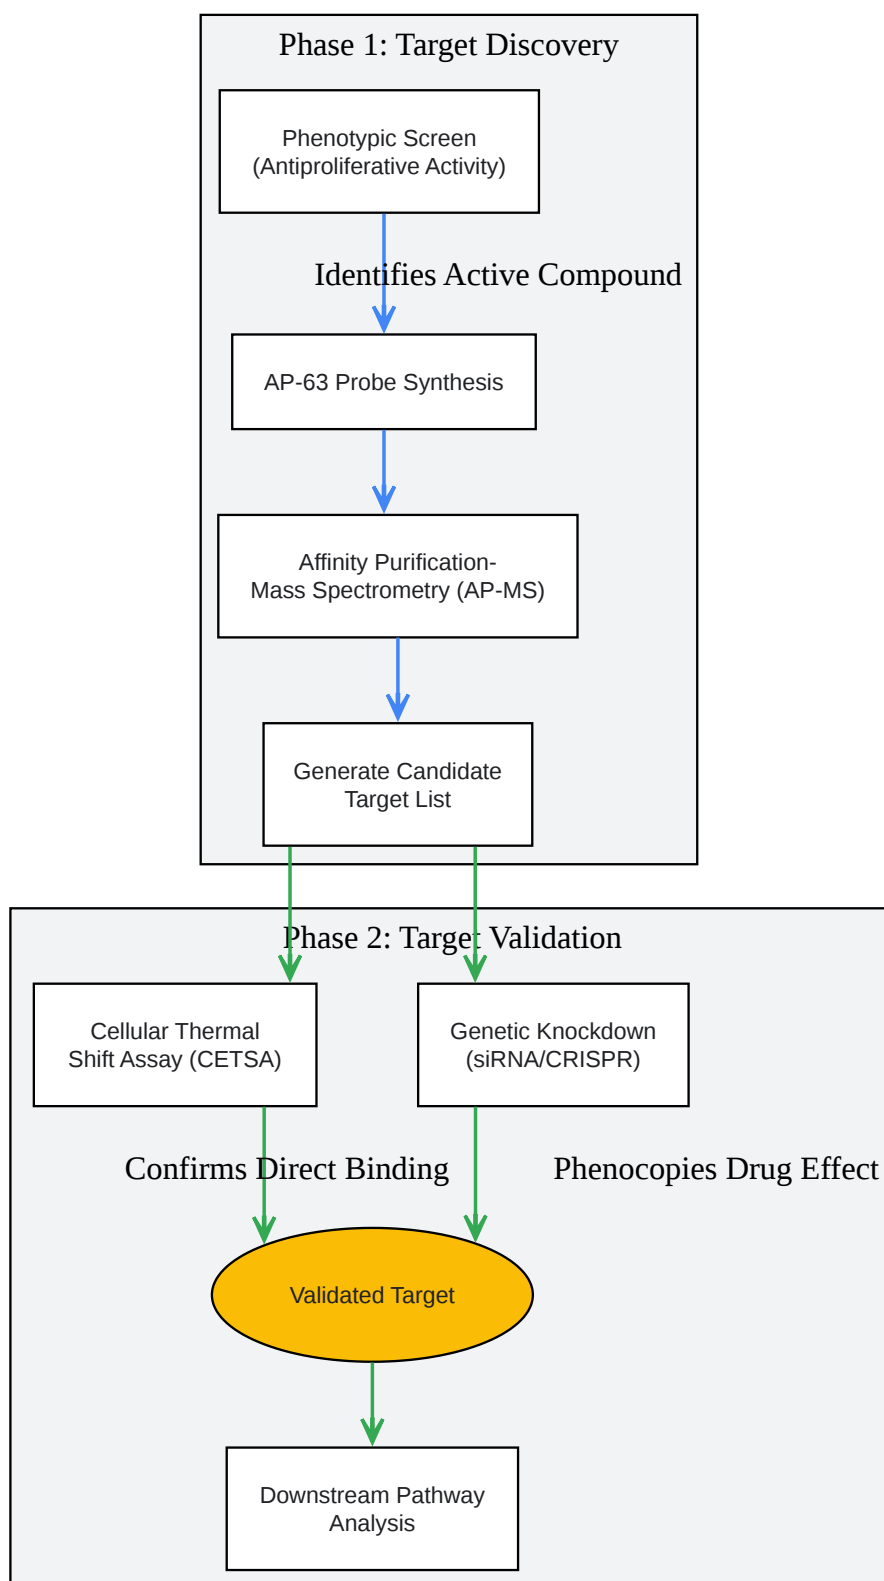 Phase 1: Target Discovery
Phenotypic Screen
(Antiproliferative Activity)
Identifies Active Compound
AP-63 Probe Synthesis
Affinity Purification-
Mass Spectrometry (AP-MS)
Generate Candidate
Target List
Phase 2: Target Validation
Cellular Thermal
Shift Assay (CETSA)
Genetic Knockdown
(siRNA/CRISPR)
Confirms Direct Binding
Phenocopies Drug Effect
Validated Target
Downstream Pathway
Analysis